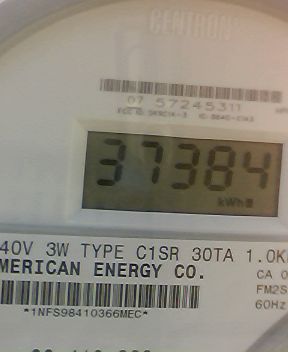 CENTRON
07 57245311
37384
kWh
40V 3W TYPE C1SR 30TA 1.0K
MERICAN ENERGY CO.
CA 0
FM2S
60Hz
*1NFS98410366MEC*